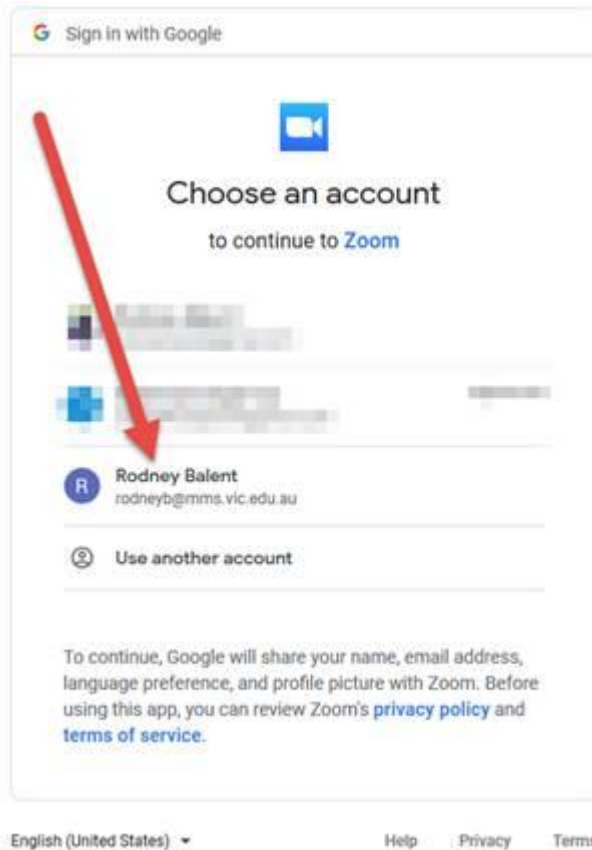 Sign in with Google
Choose an account
to continue to Zoom
R
Rodney Balent
rodneyb@mms.vic.edu.au
Use another account
To continue, Google will share your name, email address,
language preference, and profile picture with Zoom. Before
using this app, you can review Zoom's privacy policy and
terms of service.
English (United States)
Help Privacy Terms